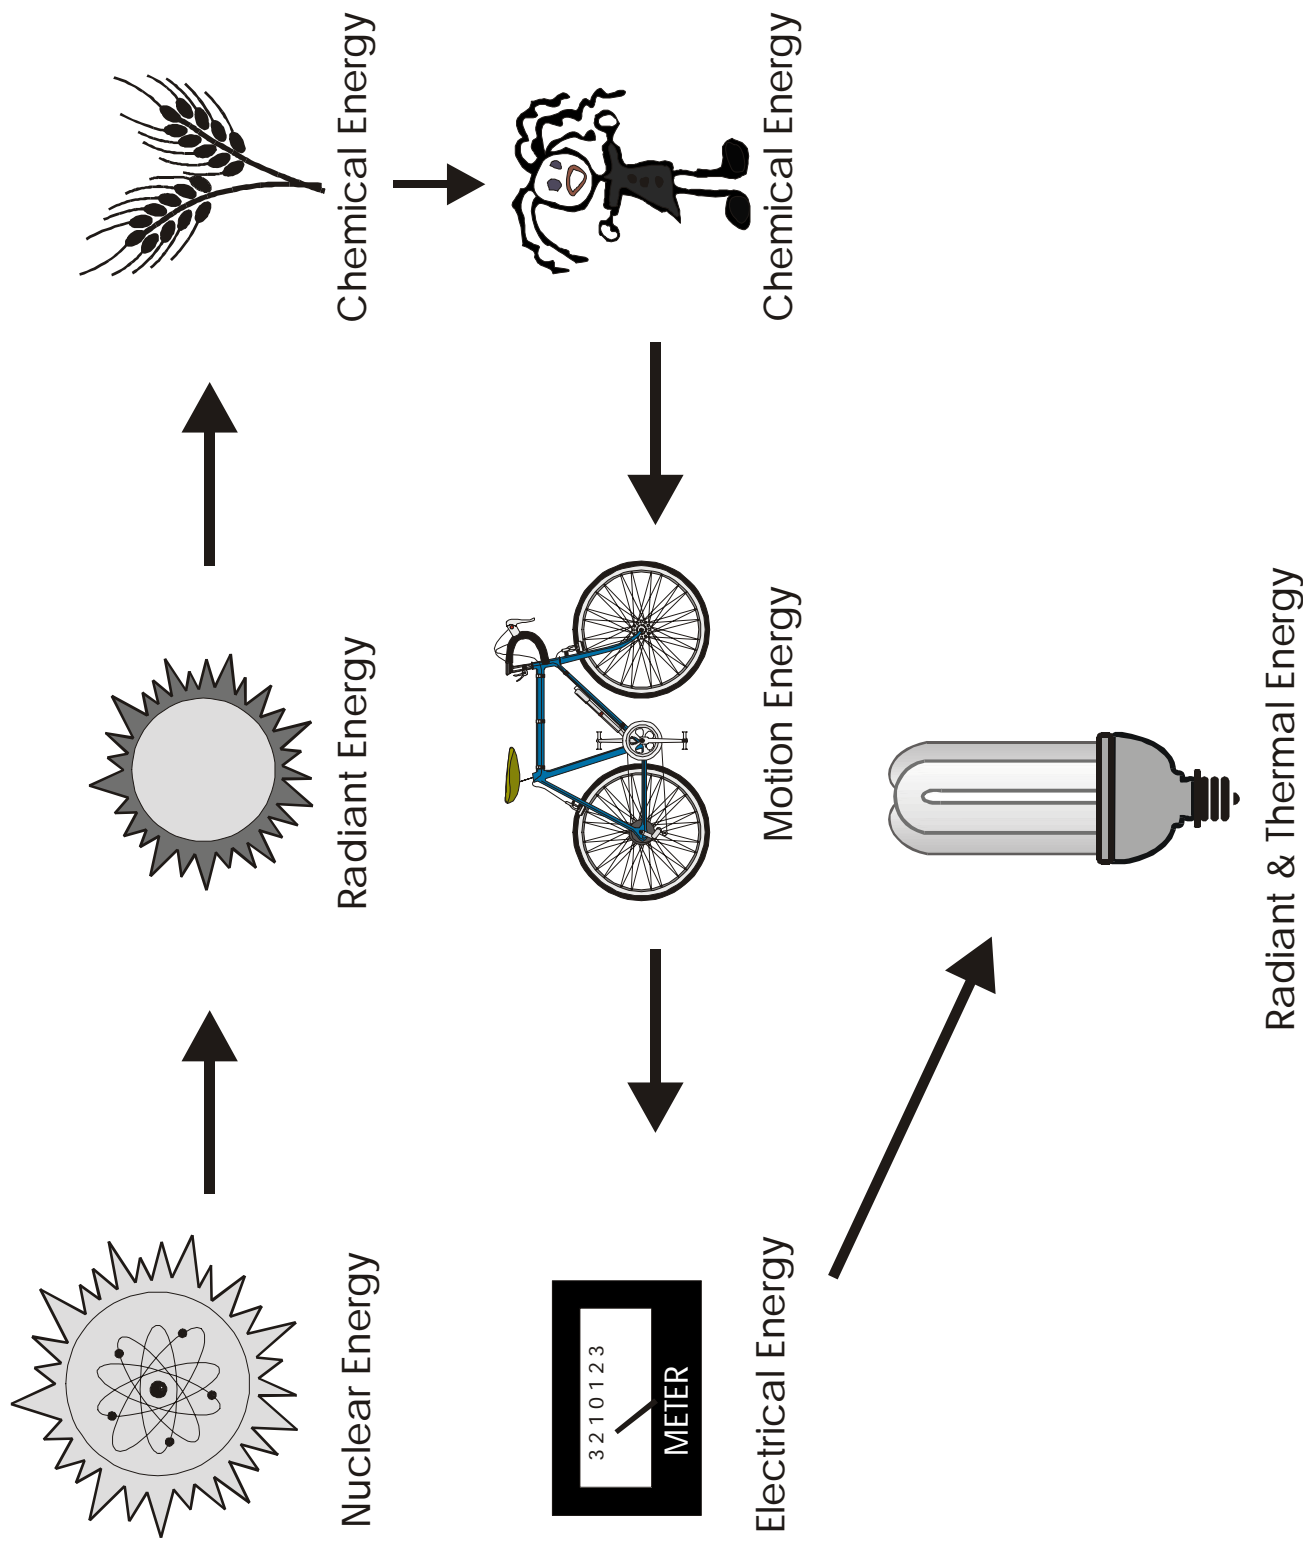 Nuclear Energy
Radiant Energy
Chemical Energy
Chemical Energy
Motion Energy
3 2 1 0 1 2 3
METER
Electrical Energy
Radiant & Thermal Energy